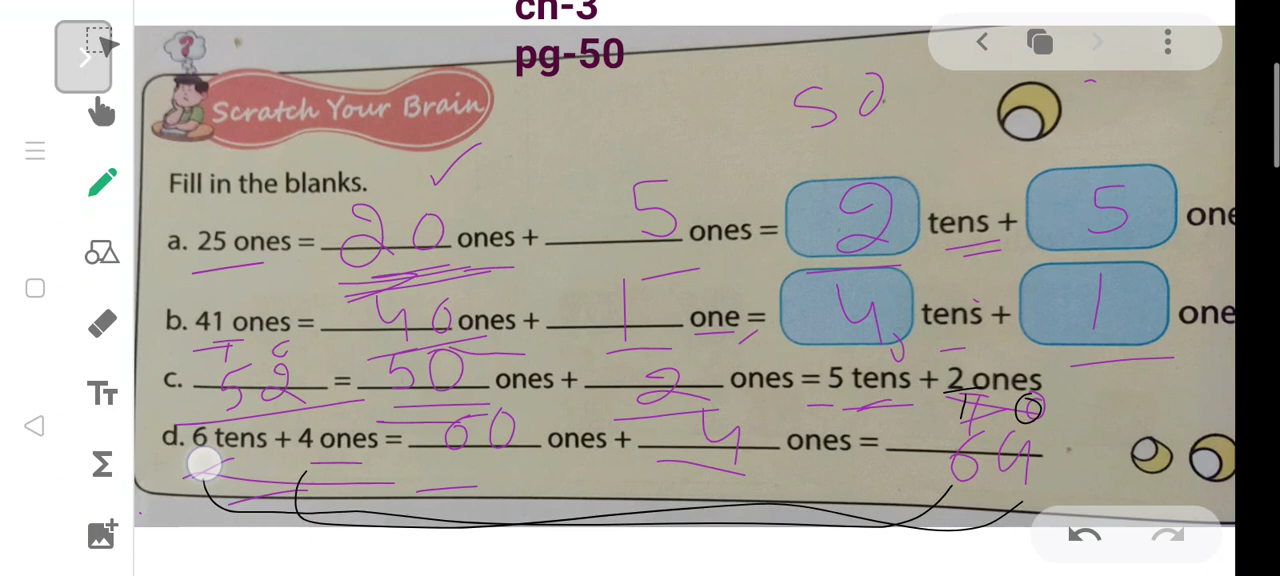 ch-3
pg-50
?
Scratch Your Brain
50
Fill in the blanks.
a. 25 ones = 20 ones + 5 ones = 2 tens + 5 one
b. 41 ones = 40 ones + 1 one = 4 tens + 1 one
T O
c. 52 = 50 ones + 2 ones = 5 tens + 2 ones
T O
d. 6 tens + 4 ones = 60 ones + 4 ones = 64